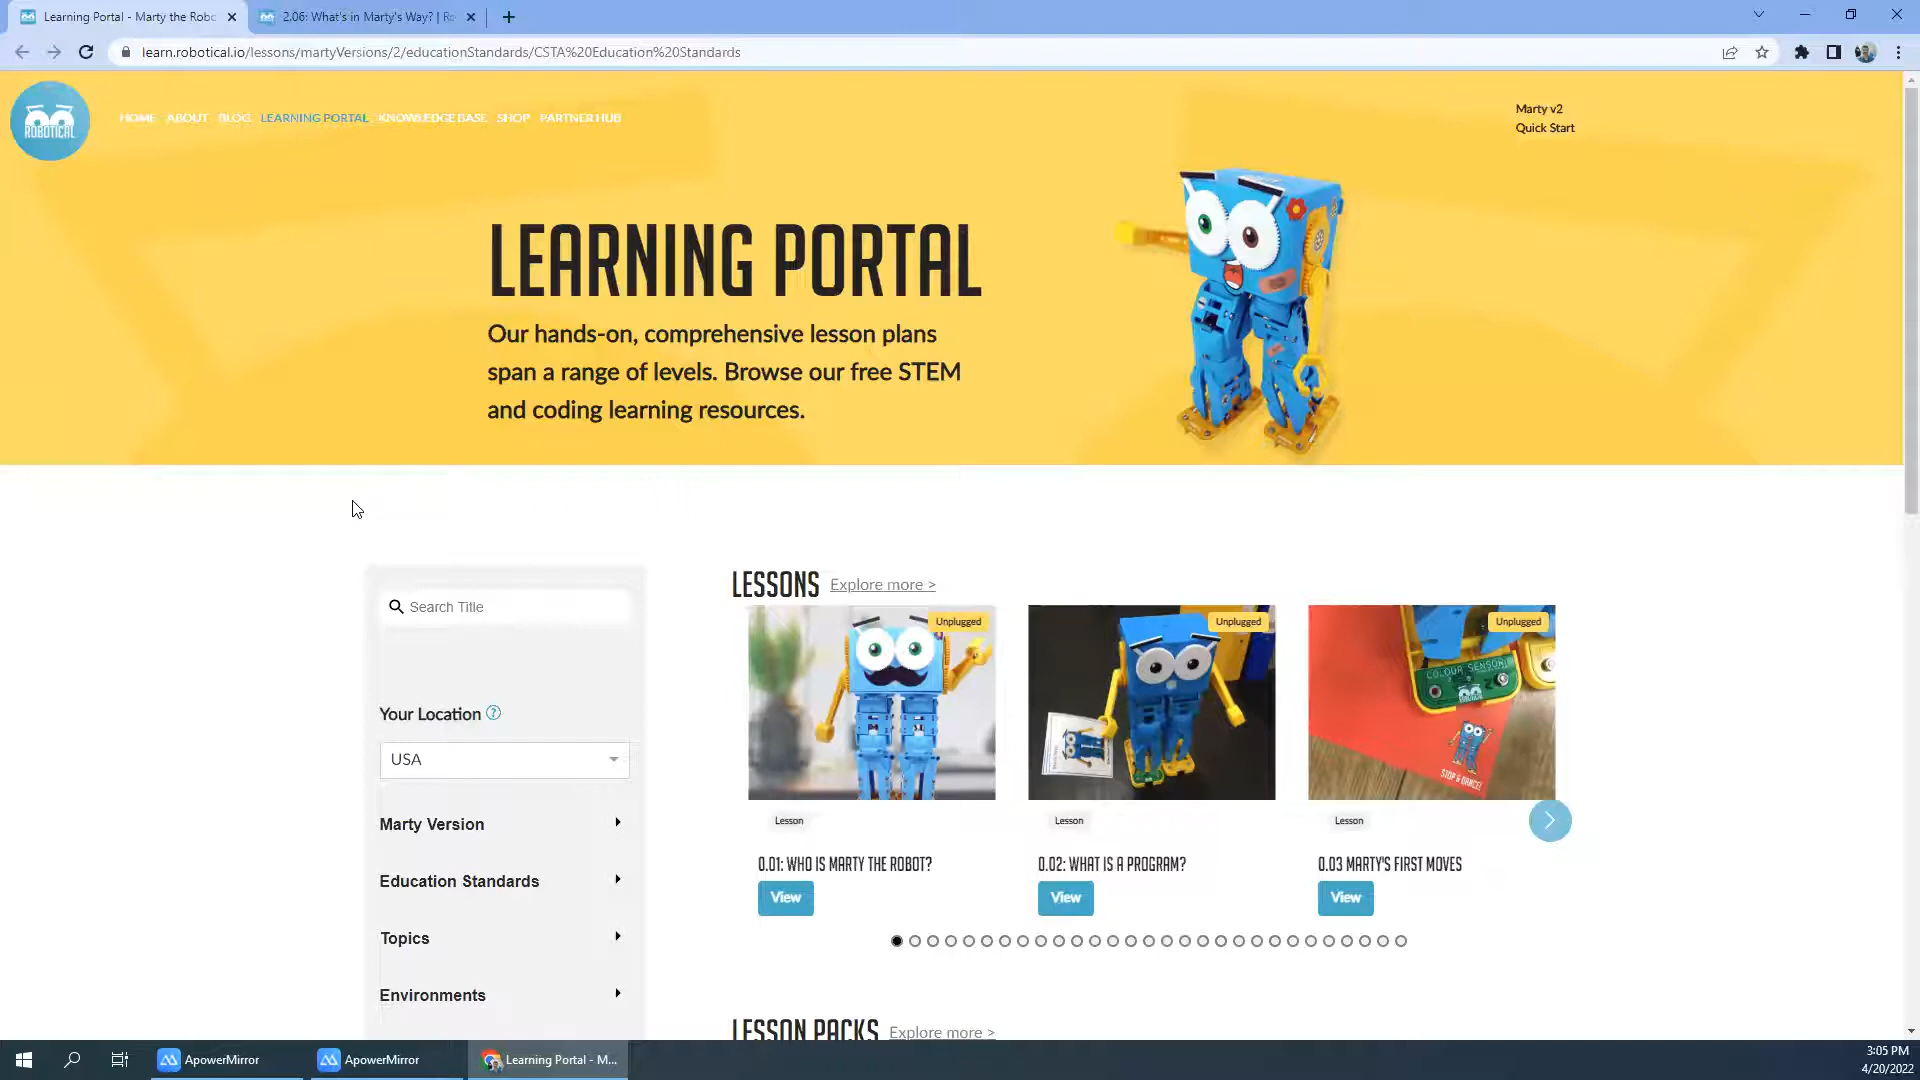 Learning Portal - Marty the Robo
2.06: What's in Marty's Way? | Ro
learn.robotical.io/lessons/martyVersions/2/educationStandards/CSTA%20Education%20Standards
ROBOTICAL
HOME ABOUT BLOG LEARNING PORTAL KNOWLEDGE BASE SHOP PARTNER HUB
Marty v2
Quick Start
LEARNING PORTAL
Our hands-on, comprehensive lesson plans
span a range of levels. Browse our free STEM
and coding learning resources.
Search Title
Your Location ?
USA
Marty Version
Education Standards
Topics
Environments
LESSONS Explore more >
Unplugged
Unplugged
Unplugged
COLOUR SENSOR
STOP & DANCE!
Lesson
Lesson
Lesson
0.01: WHO IS MARTY THE ROBOT?
0.02: WHAT IS A PROGRAM?
0.03 MARTY'S FIRST MOVES
View
View
View
LESSON PACKS Explore more >
ApowerMirror
ApowerMirror
Learning Portal - M...
3:05 PM
4/20/2022